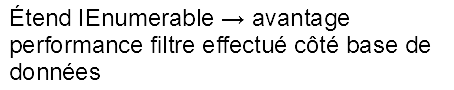 Étend IEnumerable → avantage
performance filtre effectué côté base de
données